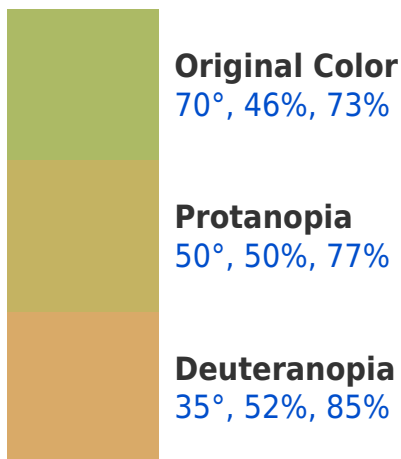 Original Color
70°, 46%, 73%
Protanopia
50°, 50%, 77%
Deuteranopia
35°, 52%, 85%